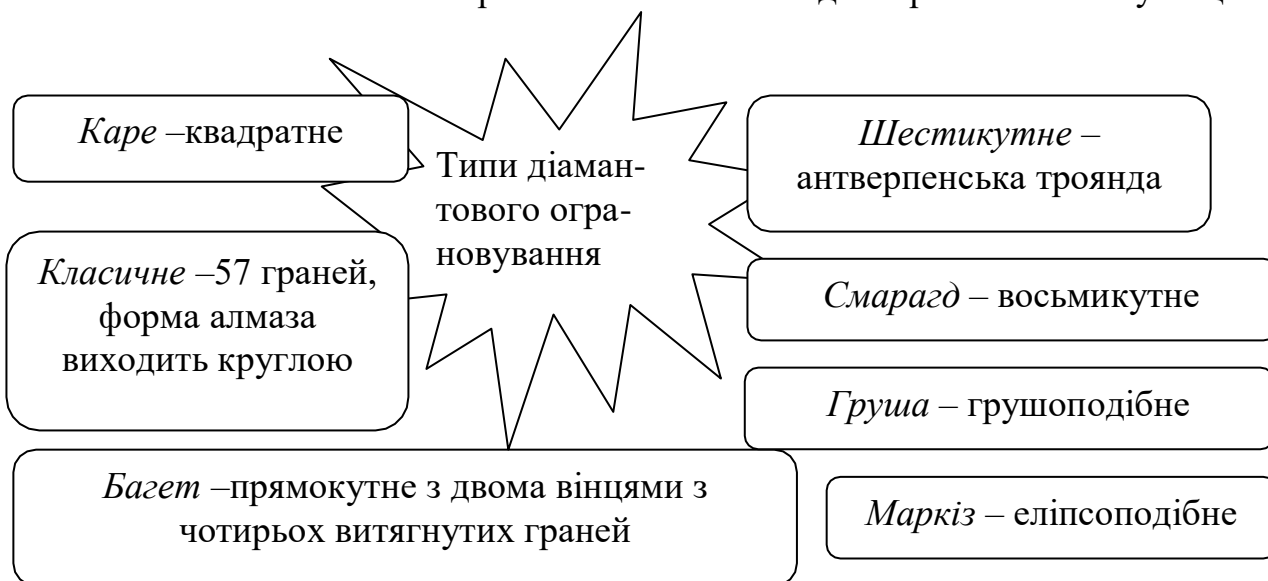 Каре –квадратне
Типи діаман-
тового огра-
новування
Шестикутне –
антверпенська троянда
Класичне –57 граней,
форма алмаза
виходить круглою
Смарагд – восьмикутне
Груша – грушоподібне
Багет –прямокутне з двома вінцями з
чотирьох витягнутих граней
Маркіз – еліпсоподібне